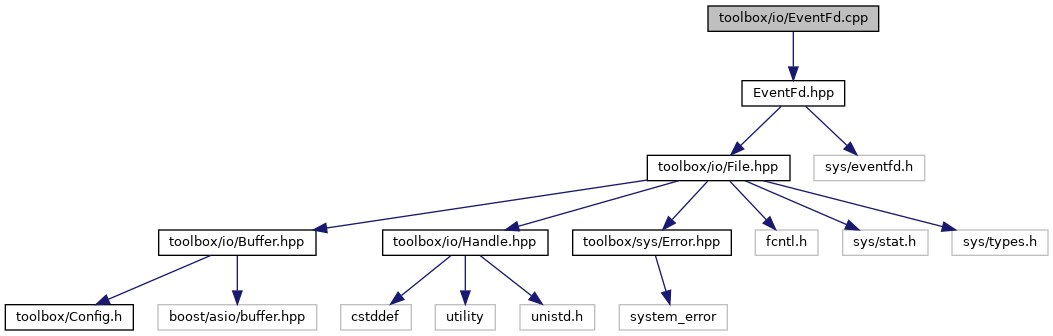 toolbox/io/EventFd.cpp
EventFd.hpp
toolbox/io/File.hpp
sys/eventfd.h
toolbox/io/Buffer.hpp
toolbox/io/Handle.hpp
toolbox/sys/Error.hpp
fcntl.h
sys/stat.h
sys/types.h
toolbox/Config.h
boost/asio/buffer.hpp
cstddef
utility
unistd.h
system_error